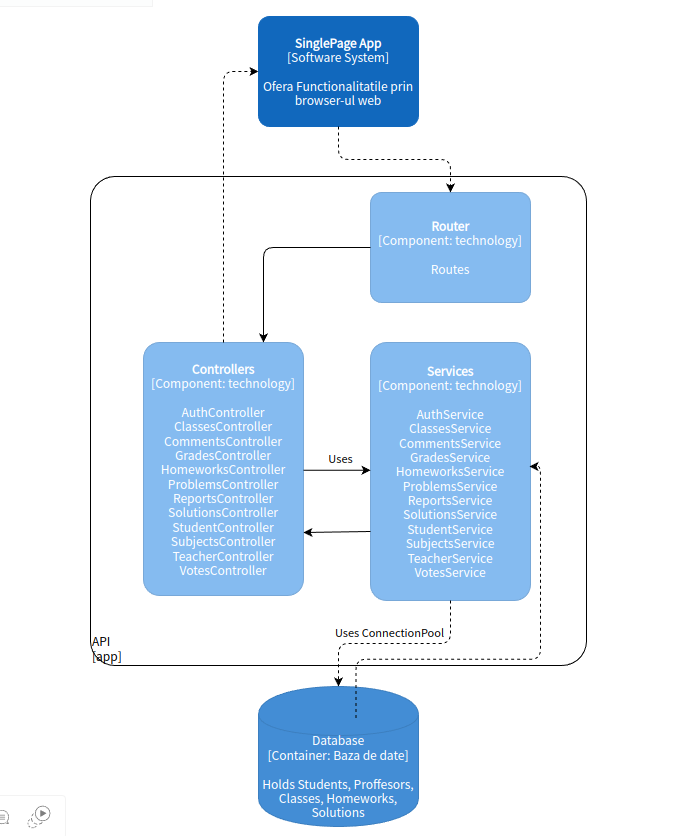 SinglePage App
[Software System]
Ofera Functionalitatile prin
browser-ul web
Router
[Component: technology]
Routes
Controllers
[Component: technology]
AuthController
ClassesController
CommentsController
GradesController
HomeworksController
ProblemsController
ReportsController
SolutionsController
StudentController
SubjectsController
TeacherController
VotesController
Uses
Services
[Component: technology]
AuthService
ClassesService
CommentsService
GradesService
HomeworksService
ProblemsService
ReportsService
SolutionsService
StudentService
SubjectsService
TeacherService
VotesService
Uses ConnectionPool
API
[app]
Database
[Container: Baza de date]
Holds Students, Proffesors,
Classes, Homeworks,
Solutions